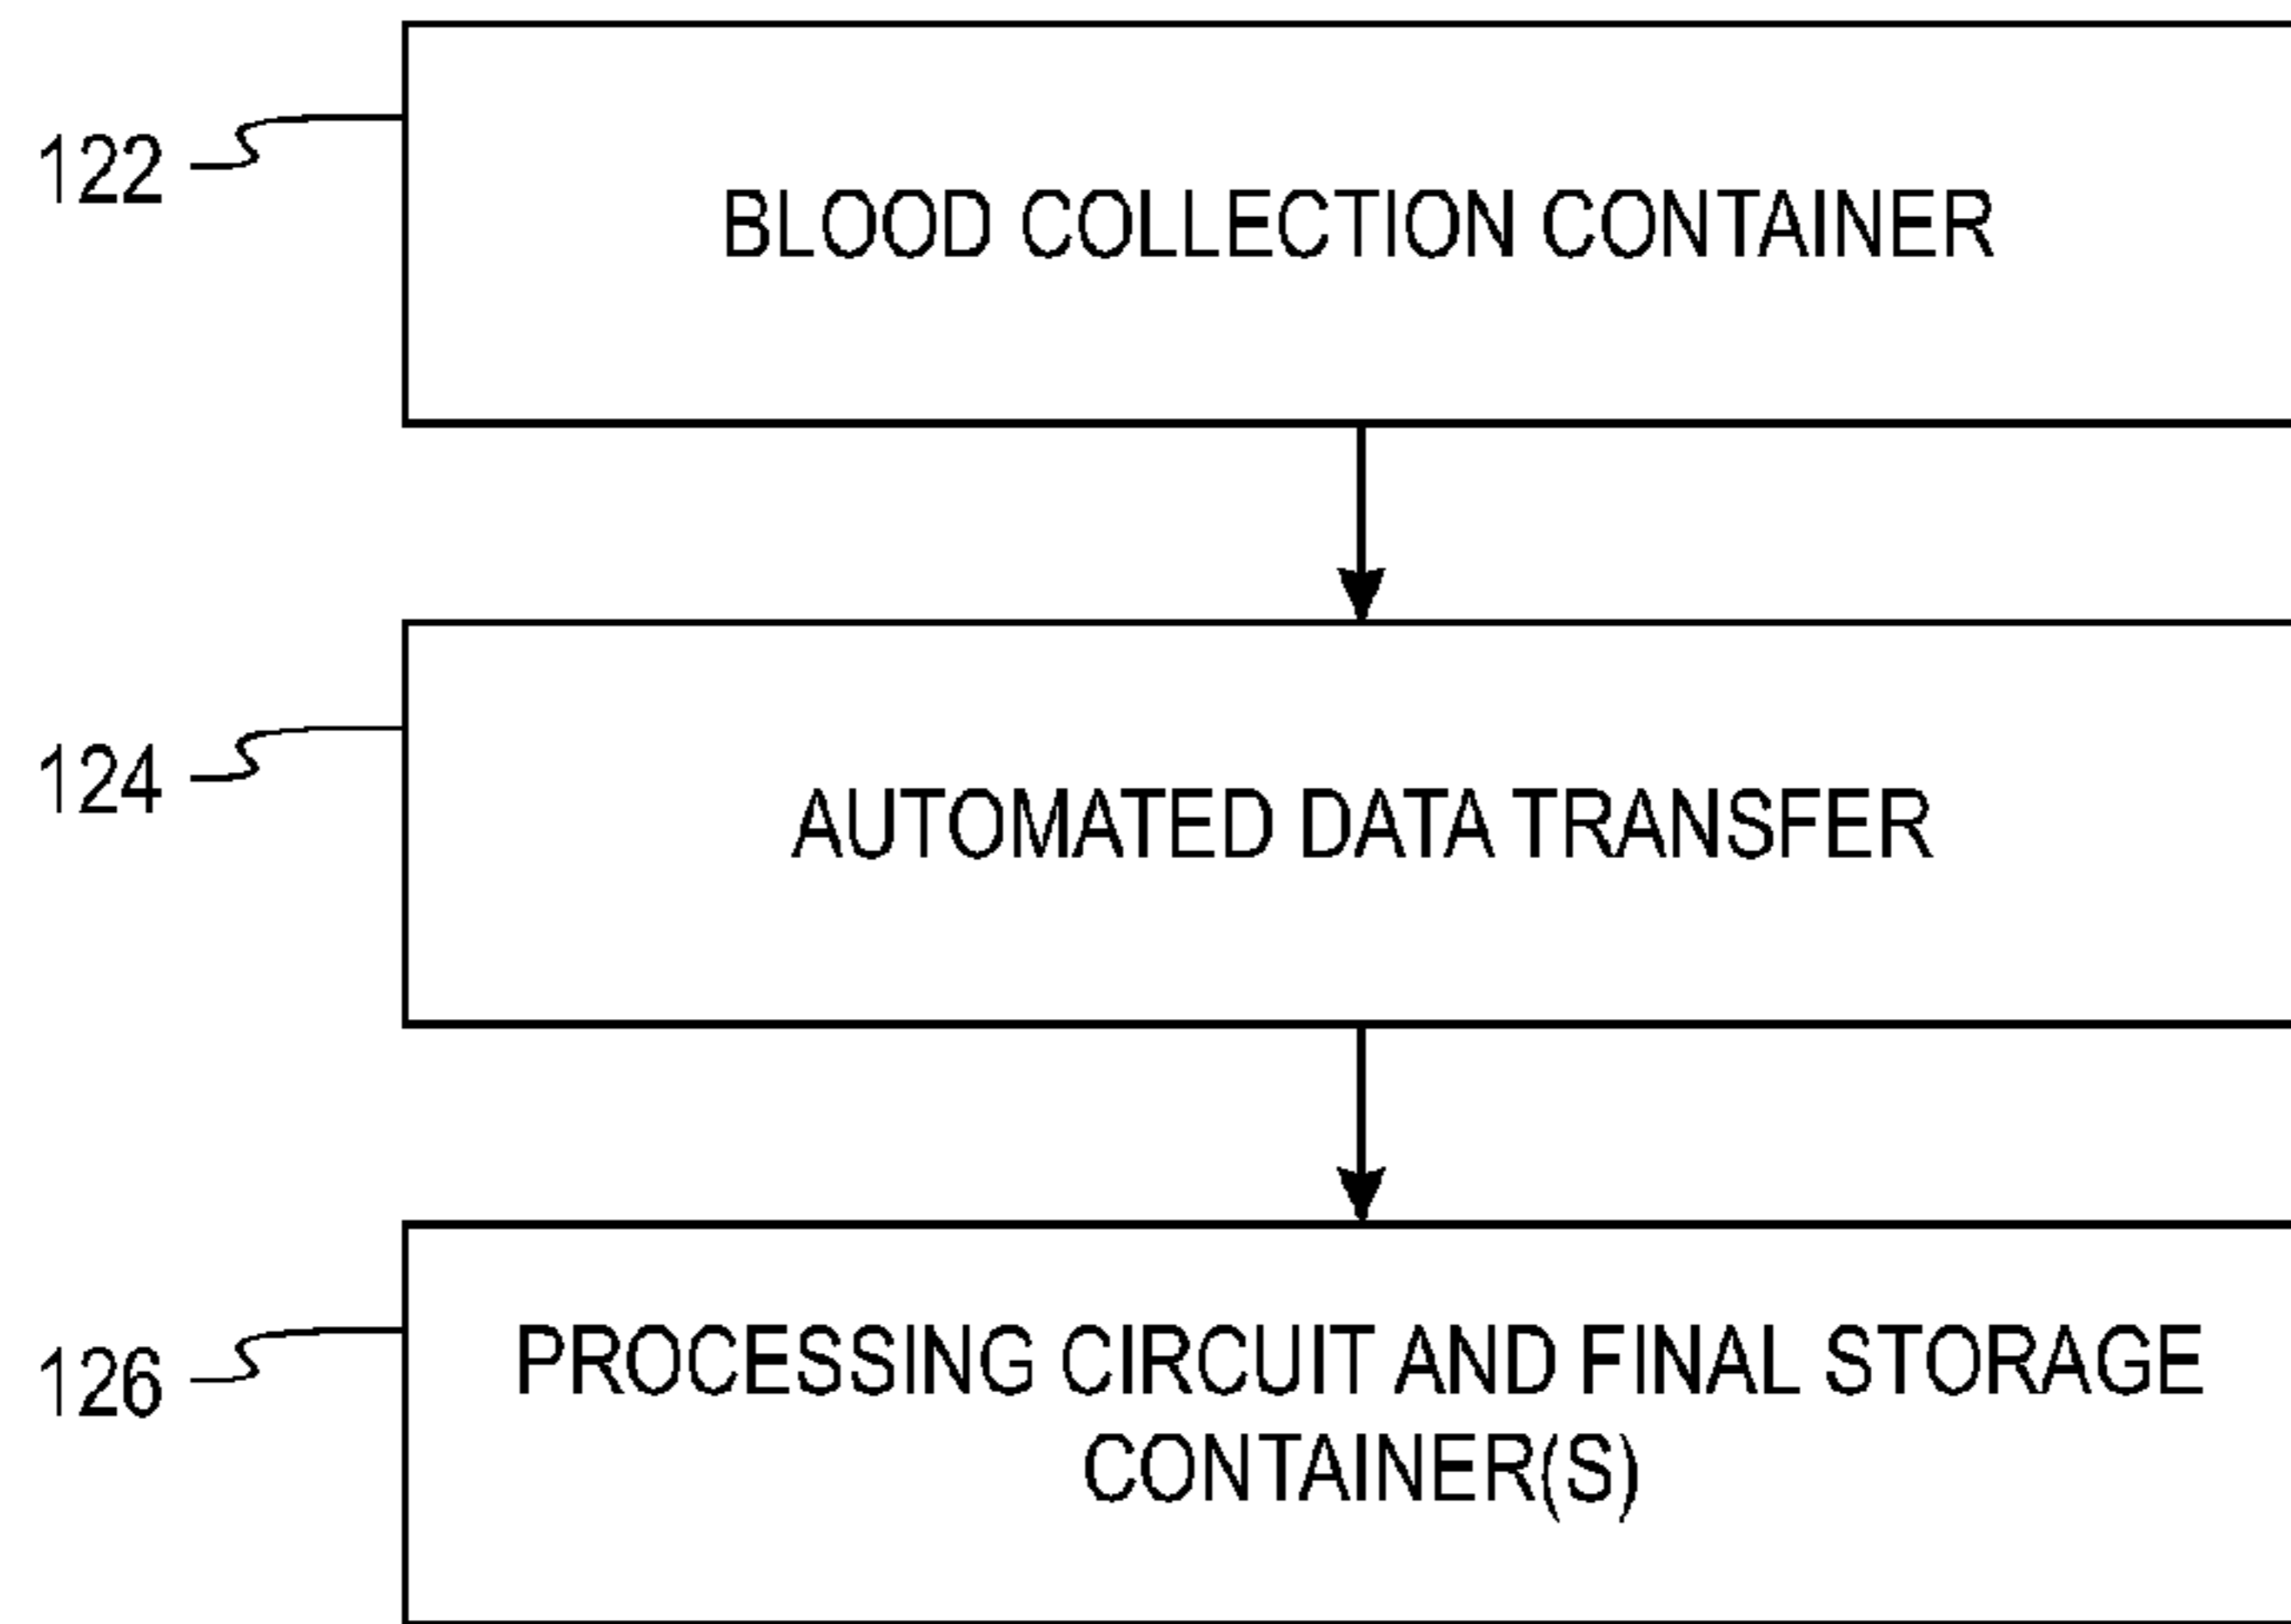 122
BLOOD COLLECTION CONTAINER
124
AUTOMATED DATA TRANSFER
126
PROCESSING CIRCUIT AND FINAL STORAGE
CONTAINER(S)